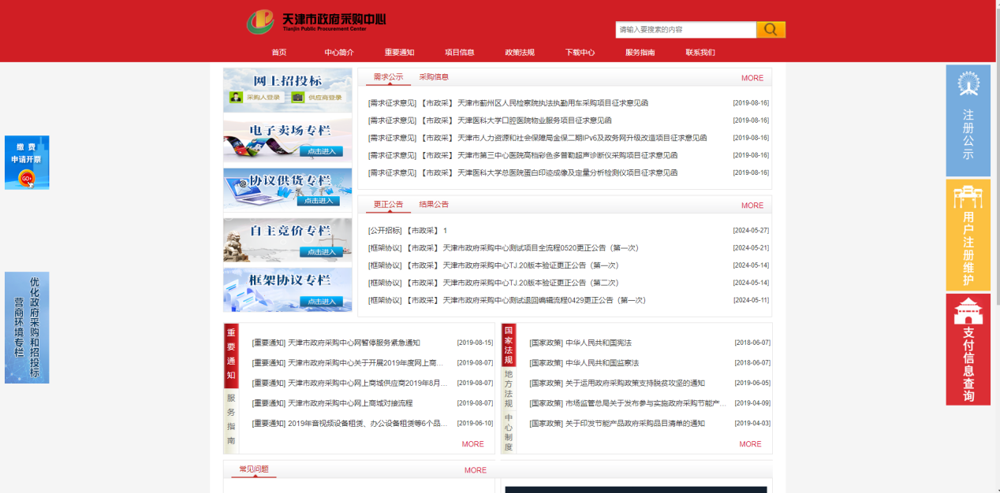 天津市政府采购中心
Tianjin Public Procurement Center
请输入要搜索的内容
首页 中心简介 重要通知 项目信息 政策法规 下载中心 服务指南 联系我们
网上招投标
采购人登录 供应商登录
电子卖场专栏
点击进入
协议供货专栏
点击进入
自主竞价专栏
点击进入
框架协议专栏
点击进入
需求公示 采购信息 MORE
[需求征求意见] 【市政采】 天津市蓟州区人民检察院执法执勤用车采购项目征求意见函 [2019-08-16]
[需求征求意见] 【市政采】 天津医科大学口腔医院物业服务项目征求意见函 [2019-08-16]
[需求征求意见] 【市政采】 天津市人力资源和社会保障局金保二期IPv6及政务网升级改造项目征求意见函 [2019-08-16]
[需求征求意见] 【市政采】 天津市第三中心医院高档彩色多普勒超声诊断仪采购项目征求意见函 [2019-08-16]
[需求征求意见] 【市政采】 天津医科大学总医院蛋白印迹成像及定量分析检测仪项目征求意见函 [2019-08-16]
更正公告 结果公告 MORE
[公开招标] 【市政采】 1 [2024-05-27]
[框架协议] 【市政采】 天津市政府采购中心测试项目全流程0520更正公告（第一次） [2024-05-21]
[框架协议] 【市政采】 天津市政府采购中心TJ.20版本验证更正公告（第一次） [2024-05-14]
[框架协议] 【市政采】 天津市政府采购中心TJ.20版本验证更正公告（第二次） [2024-05-14]
[框架协议] 【市政采】 天津市政府采购中心测试退回编辑流程0429更正公告（第一次） [2024-05-11]
重要通知
服务指南
[重要通知] 天津市政府采购中心网暂停服务紧急通知 [2019-08-15]
[重要通知] 天津市政府采购中心关于开展2019年度网上商... [2019-08-07]
[重要通知] 天津市政府采购中心网上商城供应商2019年8月... [2019-08-07]
[重要通知] 天津市政府采购中心网上商城对接流程 [2019-08-07]
[重要通知] 2019年音视频设备租赁、办公设备租赁等6个品... [2019-06-10]
MORE
国家法规
地方法规
中心制度
[国家政策] 中华人民共和国宪法 [2018-06-07]
[国家政策] 中华人民共和国监察法 [2018-06-07]
[国家政策] 关于运用政府采购政策支持脱贫攻坚的通知 [2019-06-05]
[国家政策] 市场监管总局关于发布参与实施政府采购节能产... [2019-04-09]
[国家政策] 关于印发节能产品政府采购品目清单的通知 [2019-04-03]
MORE
常见问题 MORE
缴费
申请开票
GO+
优化政府采购和招投标
营商环境专栏
注册公示
用户注册维护
支付信息查询